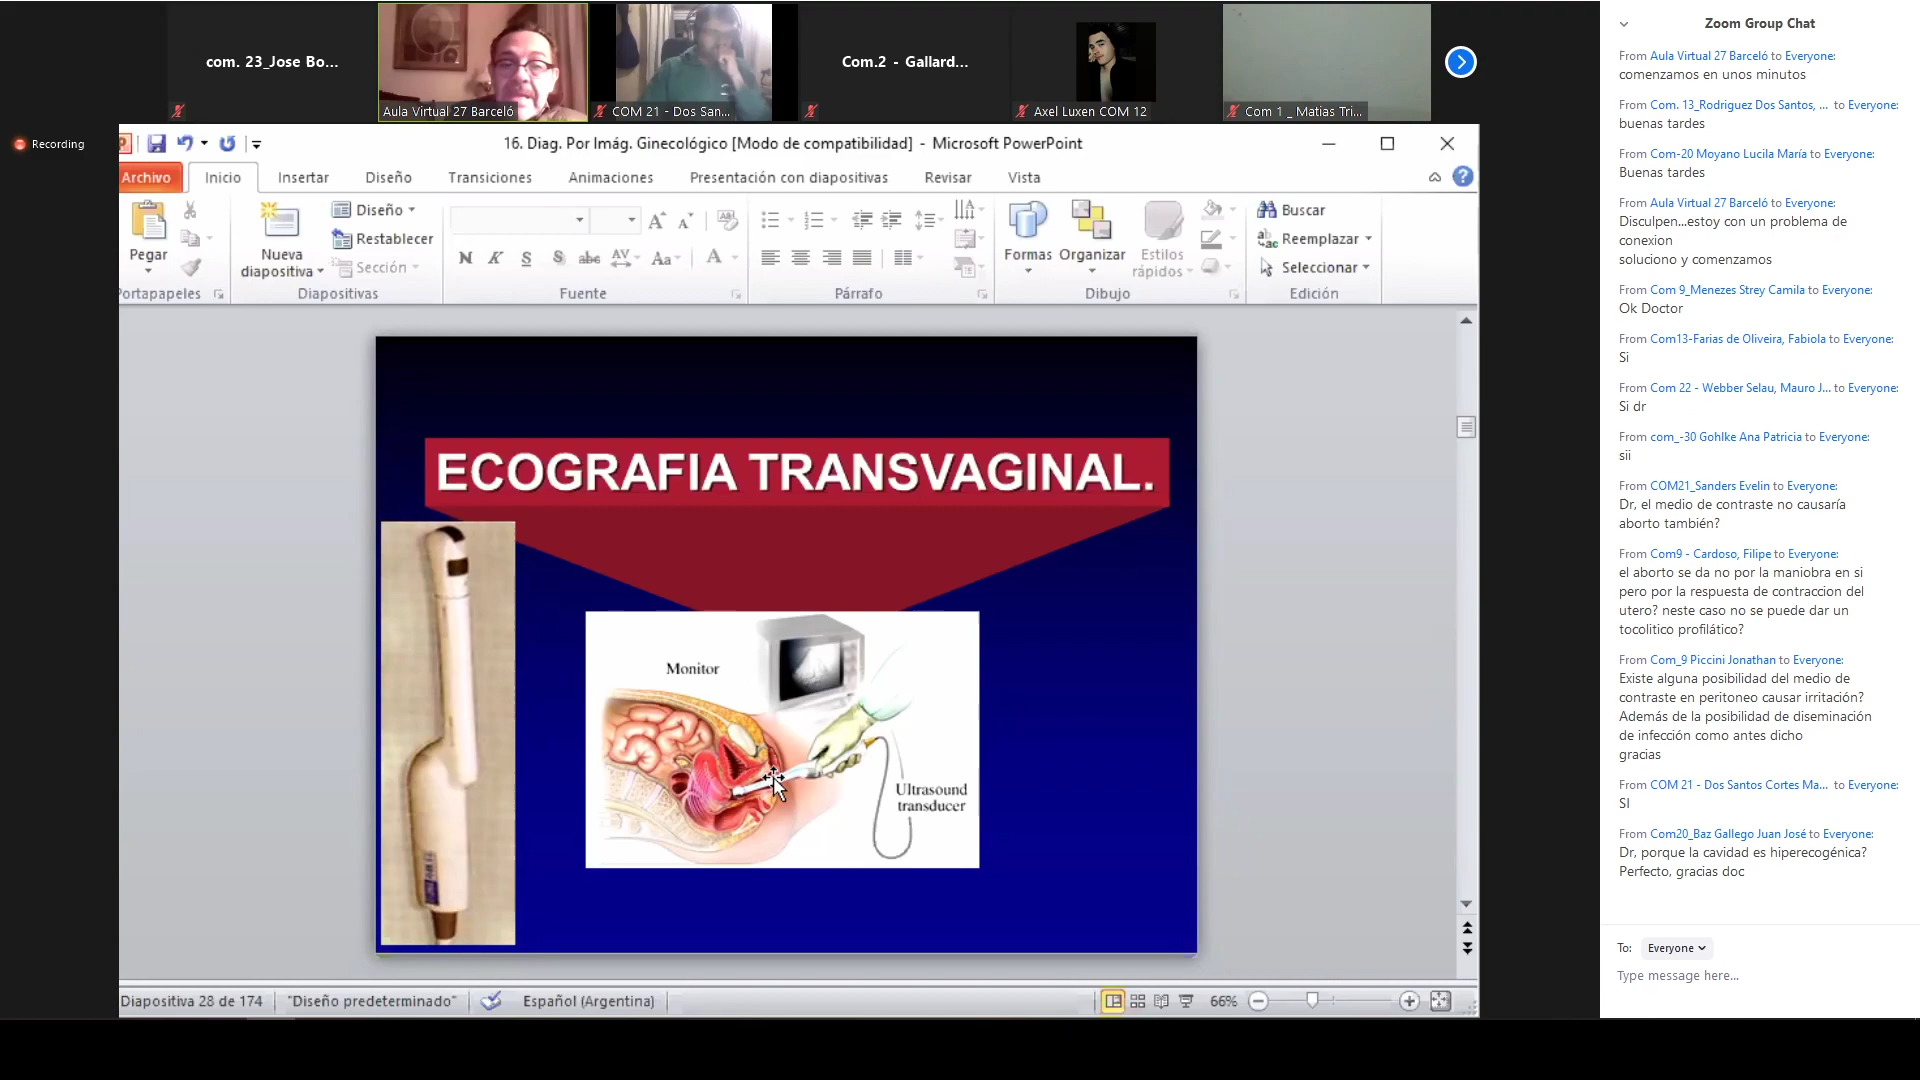 com. 23_Jose Bo...
Aula Virtual 27 Barceló
COM 21 - Dos San...
Com.2 - Gallard...
Axel Luxen COM 12
Com 1 _ Matias Tri...
Recording
16. Diag. Por Imág. Ginecológico [Modo de compatibilidad] - Microsoft PowerPoint
Archivo
Inicio
Insertar
Diseño
Transiciones
Animaciones
Presentación con diapositivas
Revisar
Vista
Pegar
Portapapeles
Nueva
diapositiva
Diseño
Restablecer
Sección
Diapositivas
N K S S abc AV Aa A
Fuente
Párrafo
Formas
Organizar
Estilos
rápidos
Dibujo
Buscar
Reemplazar
Seleccionar
Edición
ECOGRAFIA TRANSVAGINAL.
Monitor
Ultrasound
transducer
Diapositiva 28 de 174
"Diseño predeterminado"
Español (Argentina)
66%
Zoom Group Chat
From Aula Virtual 27 Barceló to Everyone:
comenzamos en unos minutos
From Com. 13_Rodriguez Dos Santos, ... to Everyone:
buenas tardes
From Com-20 Moyano Lucila María to Everyone:
Buenas tardes
From Aula Virtual 27 Barceló to Everyone:
Disculpen...estoy con un problema de
conexion
soluciono y comenzamos
From Com 9_Menezes Strey Camila to Everyone:
Ok Doctor
From Com13-Farias de Oliveira, Fabiola to Everyone:
Si
From Com 22 - Webber Selau, Mauro J... to Everyone:
Si dr
From com_-30 Gohlke Ana Patricia to Everyone:
sii
From COM21_Sanders Evelin to Everyone:
Dr, el medio de contraste no causaría
aborto también?
From Com9 - Cardoso, Filipe to Everyone:
el aborto se da no por la maniobra en si
pero por la respuesta de contraccion del
utero? neste caso no se puede dar un
tocolitico profilático?
From Com_9 Piccini Jonathan to Everyone:
Existe alguna posibilidad del medio de
contraste en peritoneo causar irritación?
Además de la posibilidad de diseminación
de infección como antes dicho
gracias
From COM 21 - Dos Santos Cortes Ma... to Everyone:
SI
From Com20_Baz Gallego Juan José to Everyone:
Dr, porque la cavidad es hiperecogénica?
Perfecto, gracias doc
To: Everyone
Type message here...